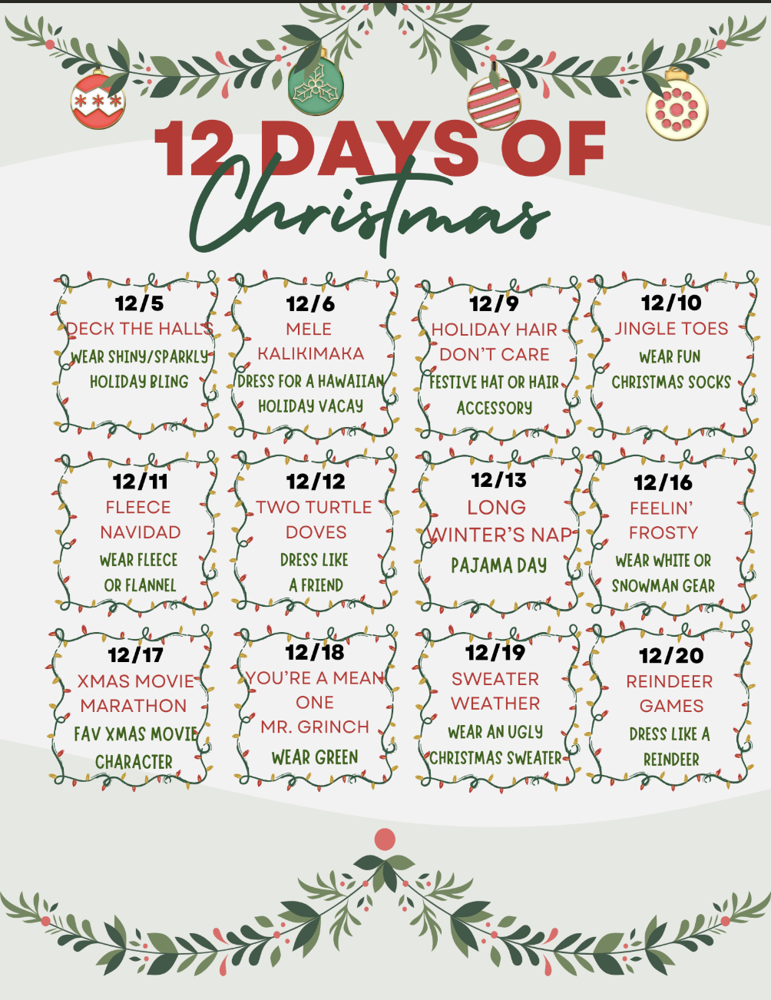 12 DAYS OF
Christmas
12/5
DECK THE HALLS
WEAR SHINY/SPARKLY
HOLIDAY BLING
12/6
MELE
KALIKIMAKA
DRESS FOR A HAWAIIAN
HOLIDAY VACAY
12/9
HOLIDAY HAIR
DON'T CARE
FESTIVE HAT OR HAIR
ACCESSORY
12/10
JINGLE TOES
WEAR FUN
CHRISTMAS SOCKS
12/11
FLEECE
NAVIDAD
WEAR FLEECE
OR FLANNEL
12/12
TWO TURTLE
DOVES
DRESS LIKE
A FRIEND
12/13
LONG
WINTER'S NAP
PAJAMA DAY
12/16
FEELIN'
FROSTY
WEAR WHITE OR
SNOWMAN GEAR
12/17
XMAS MOVIE
MARATHON
FAV XMAS MOVIE
CHARACTER
12/18
YOU'RE A MEAN
ONE
MR. GRINCH
WEAR GREEN
12/19
SWEATER
WEATHER
WEAR AN UGLY
CHRISTMAS SWEATER
12/20
REINDEER
GAMES
DRESS LIKE A
REINDEER